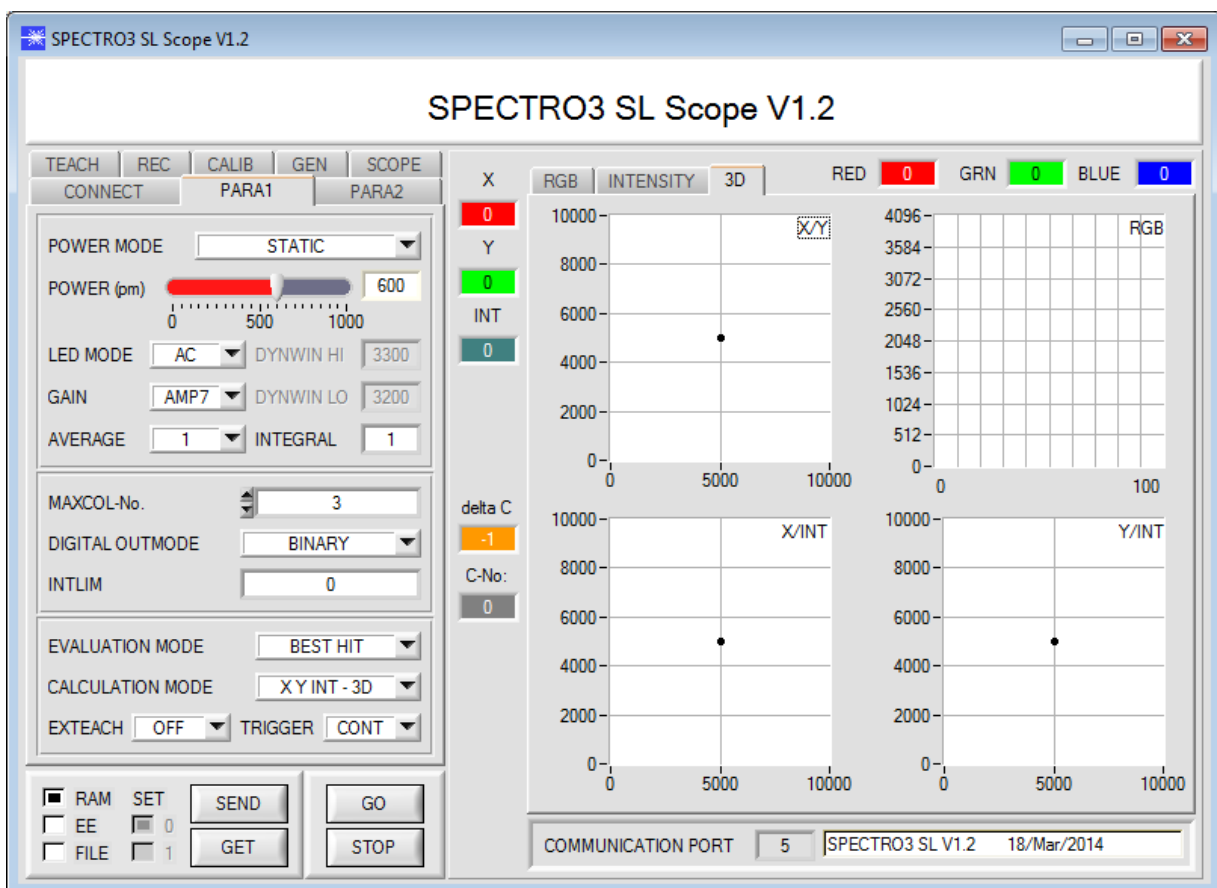 SPECTRO3 SL Scope V1.2
SPECTRO3 SL Scope V1.2
TEACH REC CALIB GEN SCOPE
CONNECT PARA1 PARA2
POWER MODE STATIC
POWER (pm) 600
0 500 1000
LED MODE AC DYNWIN HI 3300
GAIN AMP7 DYNWIN LO 3200
AVERAGE 1 INTEGRAL 1
MAXCOL-No. 3
DIGITAL OUTMODE BINARY
INTLIM 0
EVALUATION MODE BEST HIT
CALCULATION MODE X Y INT - 3D
EXTEACH OFF TRIGGER CONT
RAM SET SEND GO
EE 0
FILE 1 GET STOP
X
0
Y
0
INT
0
delta C
-1
C-No:
0
RGB INTENSITY 3D RED 0 GRN 0 BLUE 0
X/Y
10000
8000
6000
4000
2000
0
0 5000 10000
RGB
4096
3584
3072
2560
2048
1536
1024
512
0
0 100
X/INT
10000
8000
6000
4000
2000
0
0 5000 10000
Y/INT
10000
8000
6000
4000
2000
0
0 5000 10000
COMMUNICATION PORT 5 SPECTRO3 SL V1.2 18/Mar/2014